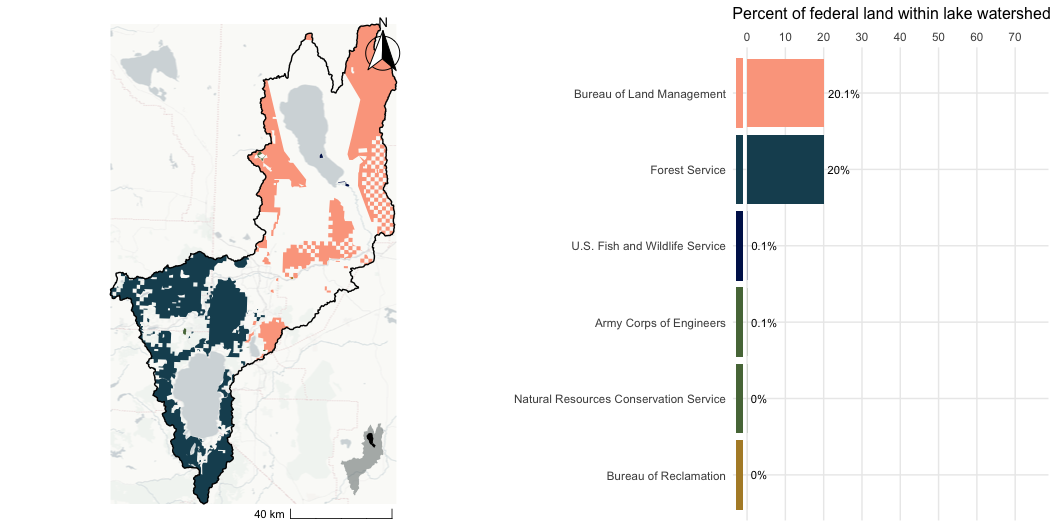 N
40 km
Percent of federal land within lake watershed
0 10 20 30 40 50 60 70
Bureau of Land Management 20.1%
Forest Service 20%
U.S. Fish and Wildlife Service 0.1%
Army Corps of Engineers 0.1%
Natural Resources Conservation Service 0%
Bureau of Reclamation 0%